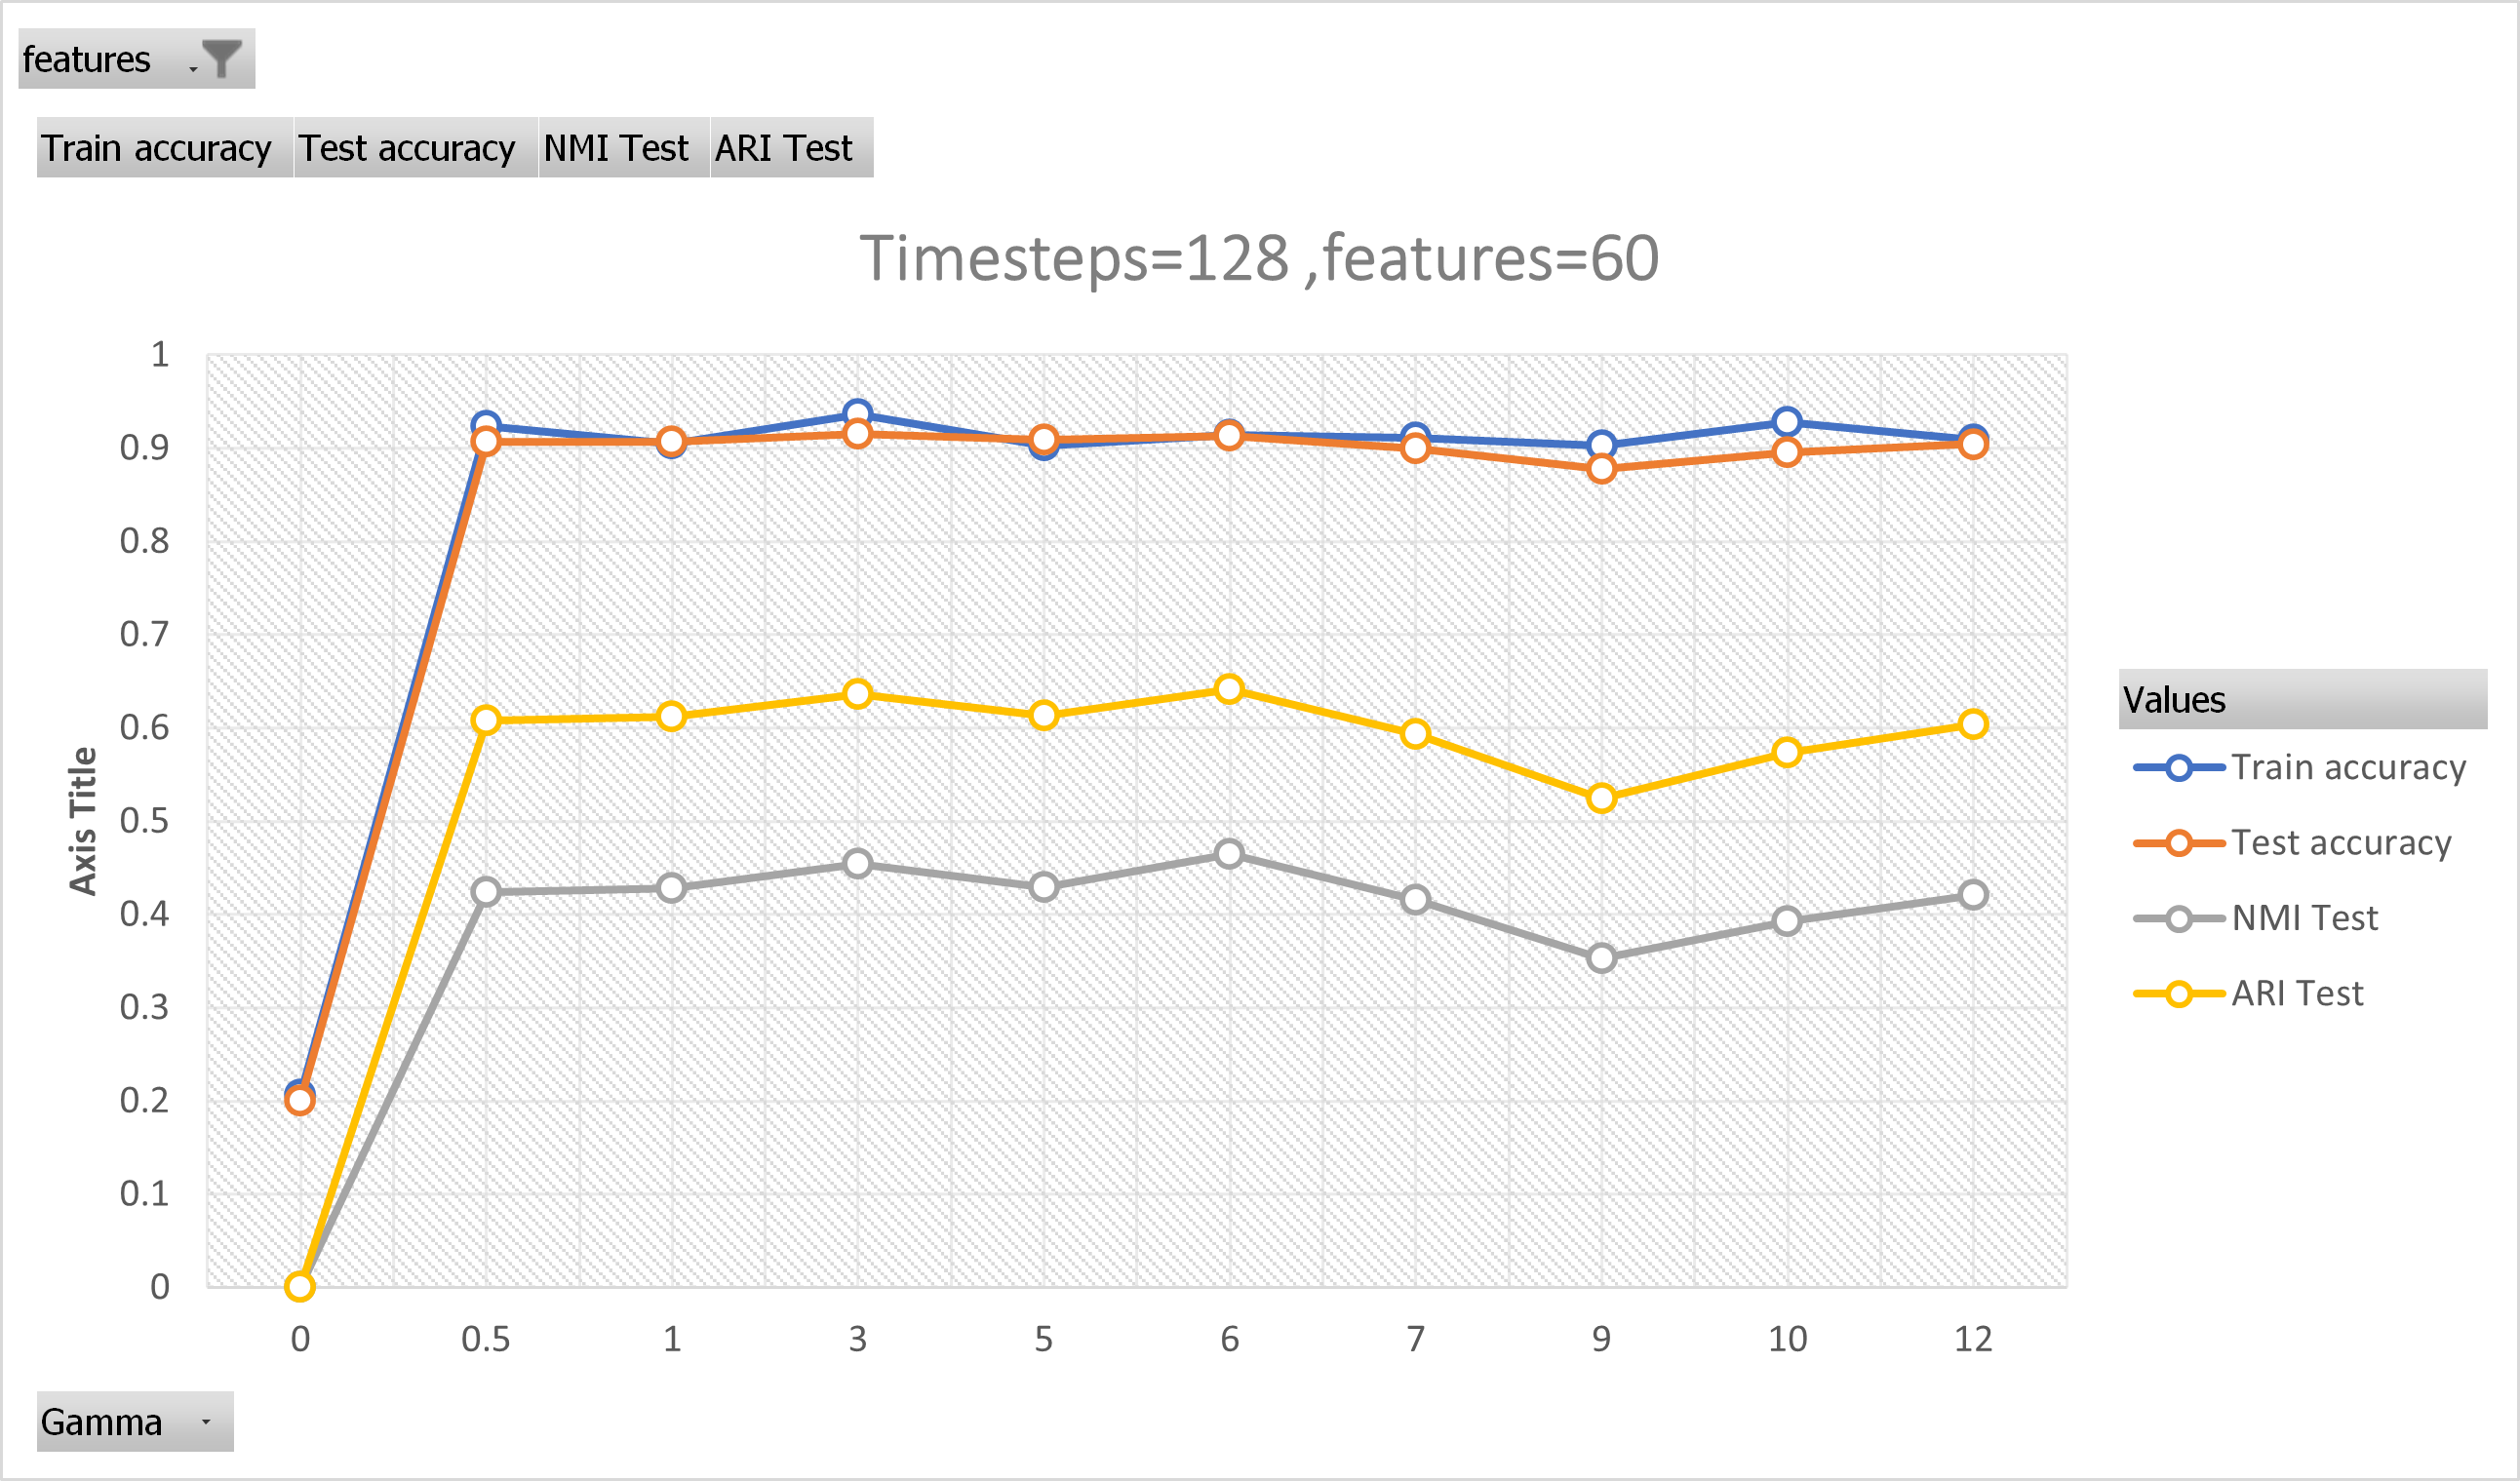 features
Train accuracy Test accuracy NMI Test ARI Test
Timesteps=128 ,features=60
1
0.9
0.8
0.7
0.6
0.5
0.4
0.3
0.2
0.1
0
Axis Title
0 0.5 1 3 5 6 7 9 10 12
Values
Train accuracy
Test accuracy
NMI Test
ARI Test
Gamma